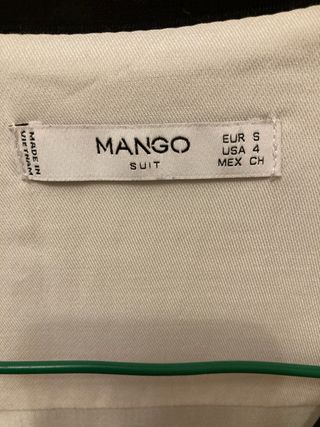 MANGO
SUIT
EUR S
USA 4
MEX CH
MADE IN
VIETNAM